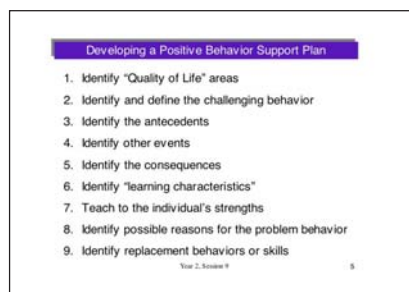 Developing a Positive Behavior Support Plan
1. Identify “Quality of Life” areas
2. Identify and define the challenging behavior
3. Identify the antecedents
4. Identify other events
5. Identify the consequences
6. Identify “learning characteristics”
7. Teach to the individual’s strengths
8. Identify possible reasons for the problem behavior
9. Identify replacement behaviors or skills
Year 2, Session 9 5